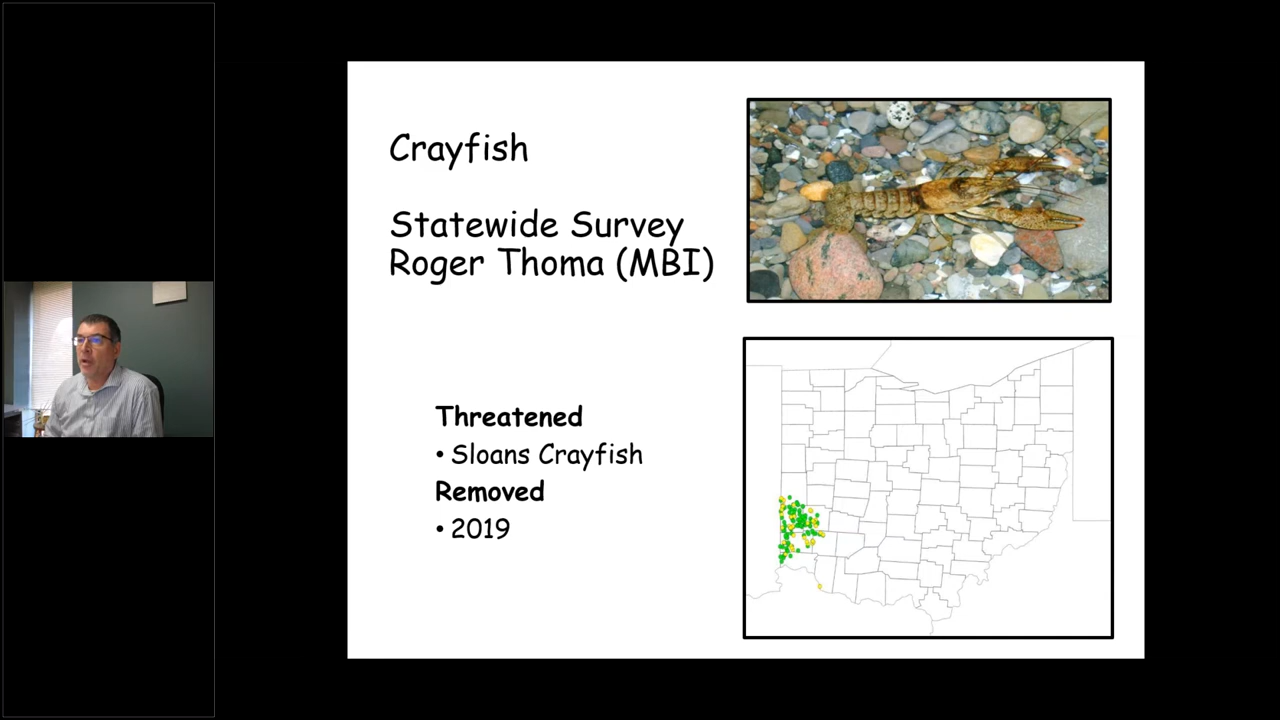 Crayfish
Statewide Survey
Roger Thoma (MBI)
Threatened
• Sloans Crayfish
Removed
• 2019